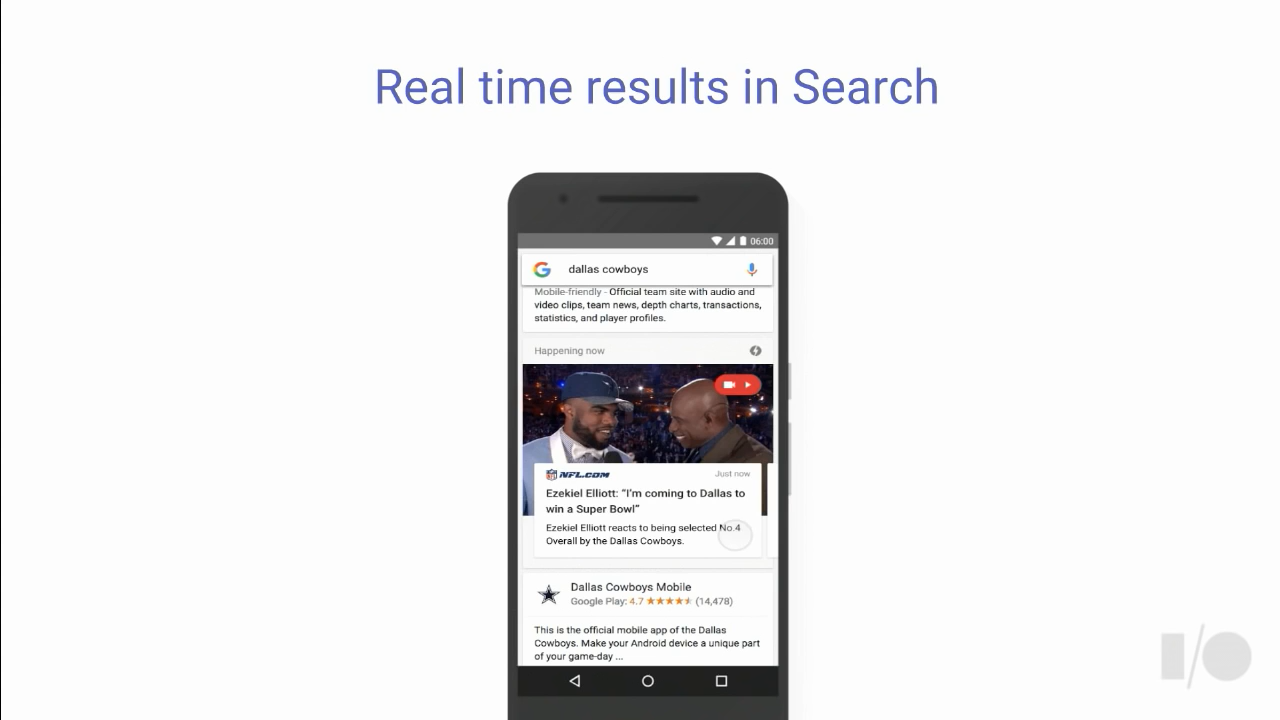 Real time results in Search
06:00
dallas cowboys
Mobile-friendly - Official team site with audio and
video clips, team news, depth charts, transactions,
statistics, and player profiles.
Happening now
NFL.COM
Just now
Ezekiel Elliott: “I’m coming to Dallas to
win a Super Bowl”
Ezekiel Elliott reacts to being selected No.4
Overall by the Dallas Cowboys.
Dallas Cowboys Mobile
Google Play: 4.7 ★★★★★ (14,478)
This is the official mobile app of the Dallas
Cowboys. Make your Android device a unique part
of your game-day ...
I/O